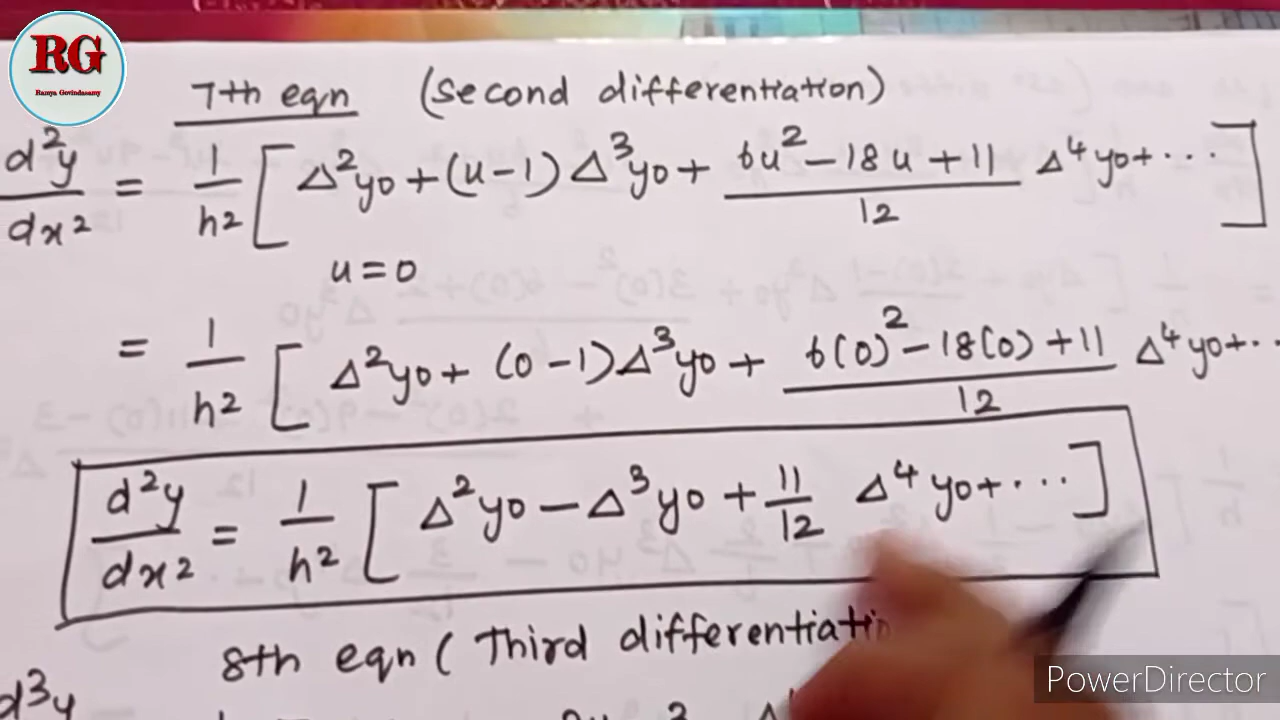 RG
Ramya Govindasamy
7th eqn (second differentiation)
d²y/dx² = 1/h² [ Δ²y0 + (u-1) Δ³y0 + (6u² - 18u + 11)/12 Δ⁴y0 + ... ]
u = 0
= 1/h² [ Δ²y0 + (0-1) Δ³y0 + (6(0)² - 18(0) + 11)/12 Δ⁴y0 + ...
d²y/dx² = 1/h² [ Δ²y0 - Δ³y0 + 11/12 Δ⁴y0 + ... ]
8th eqn ( Third
d³y
PowerDirector